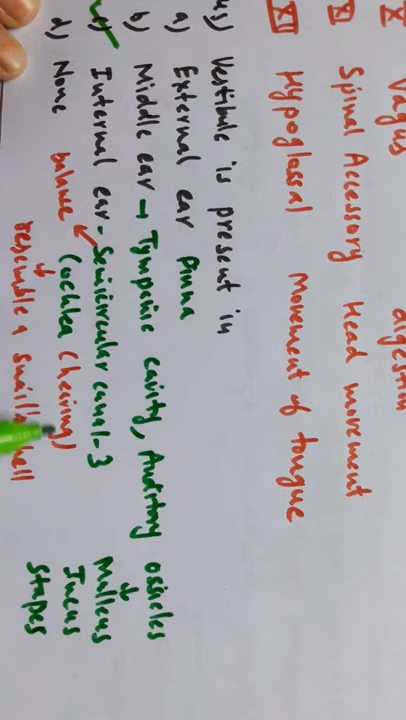 X Vagus digestion
XI Spinal Accessory Head movement
XII Hypoglossal Movement of tongue
Vestibule is present in
a) External ear Pinna
b) Middle ear → Tympanic cavity, Auditory ossicles
Internal ear - Semicircular canal-3 Malleus
d) None balance Cochlea (hearing) Incus
resemble a snail shell Stapes